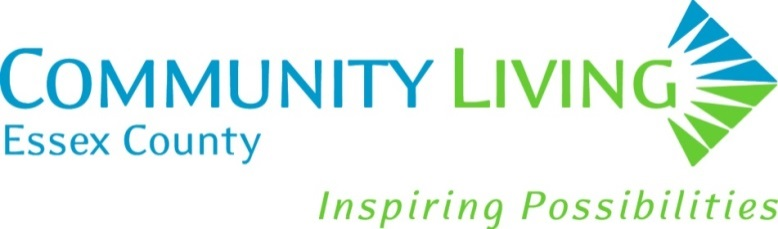 Community Living
Essex County
Inspiring Possibilities